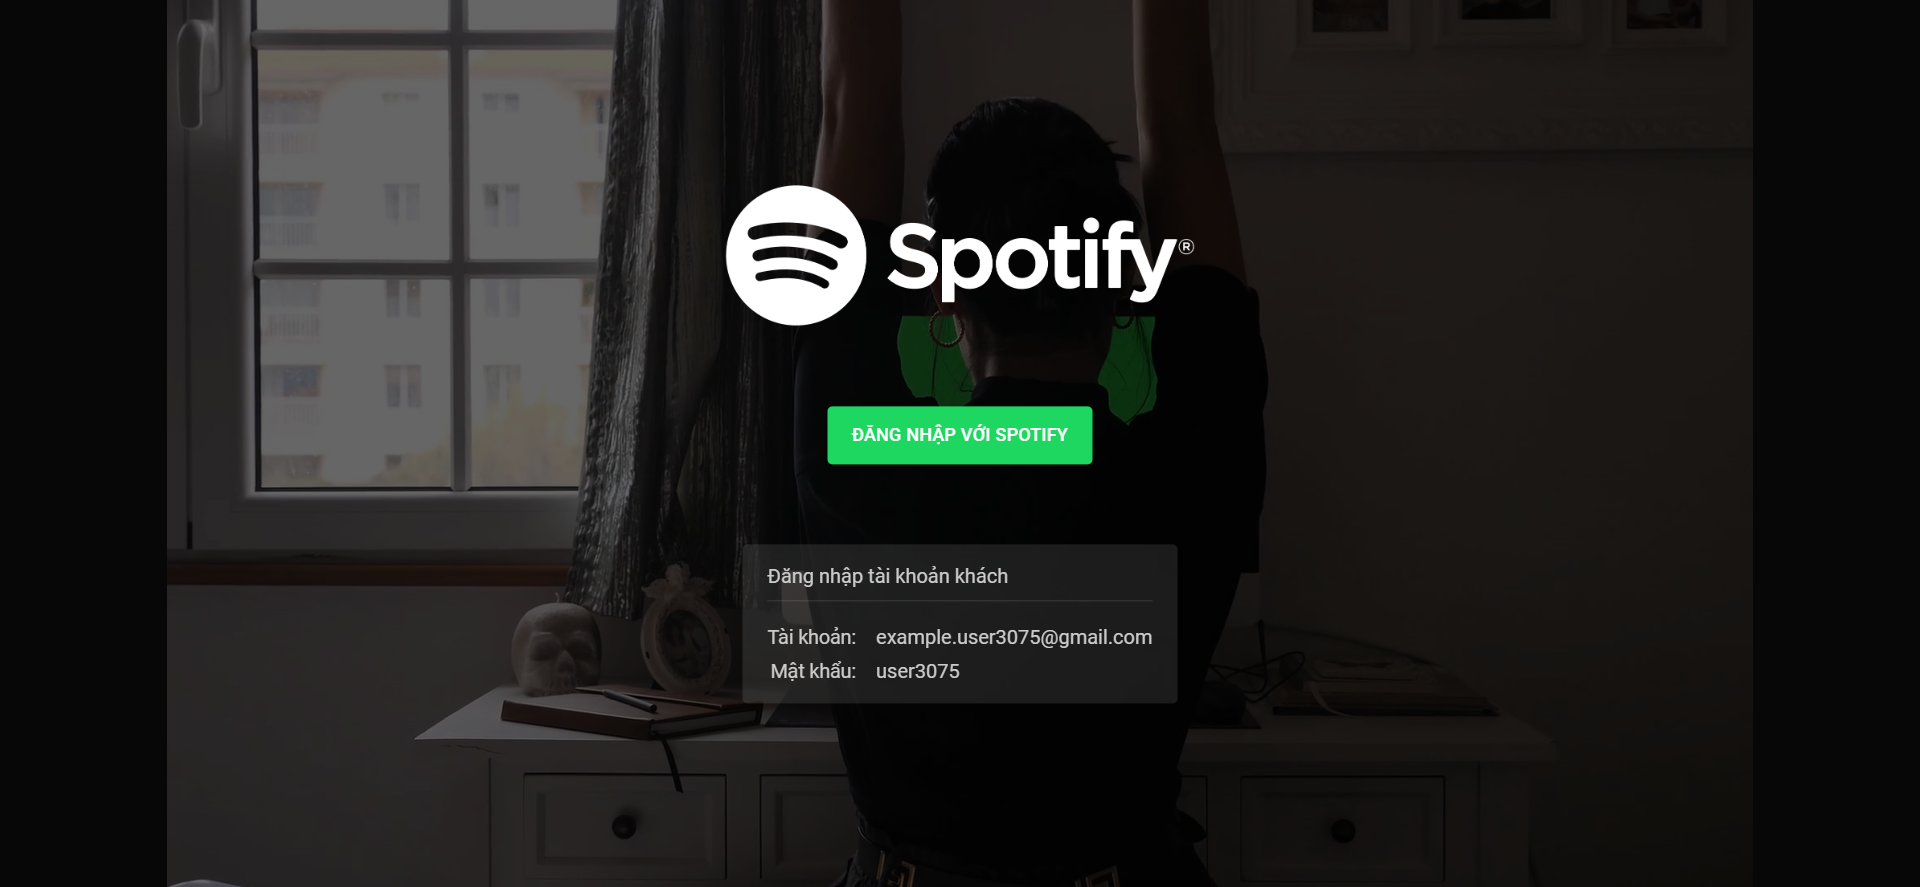 Spotify®
ĐĂNG NHẬP VỚI SPOTIFY
Đăng nhập tài khoản khách
Tài khoản: example.user3075@gmail.com
Mật khẩu: user3075